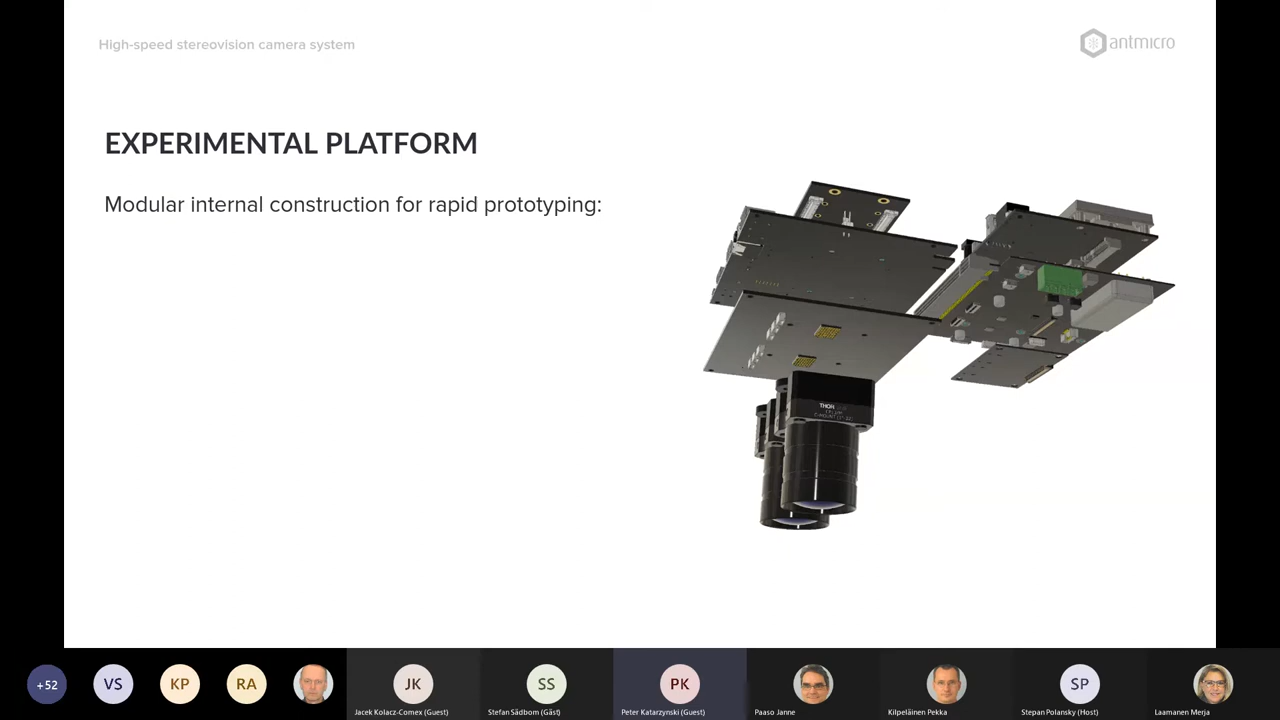 High-speed stereovision camera system
antmicro
EXPERIMENTAL PLATFORM
Modular internal construction for rapid prototyping:
THOR
+52
VS
KP
RA
JK
Jacek Kolacz-Comex (Guest)
SS
Stefan Sädbom (Gäst)
PK
Peter Katarzynski (Guest)
Paaso Janne
Kilpeläinen Pekka
SP
Stepan Polansky (Host)
Laamanen Merja